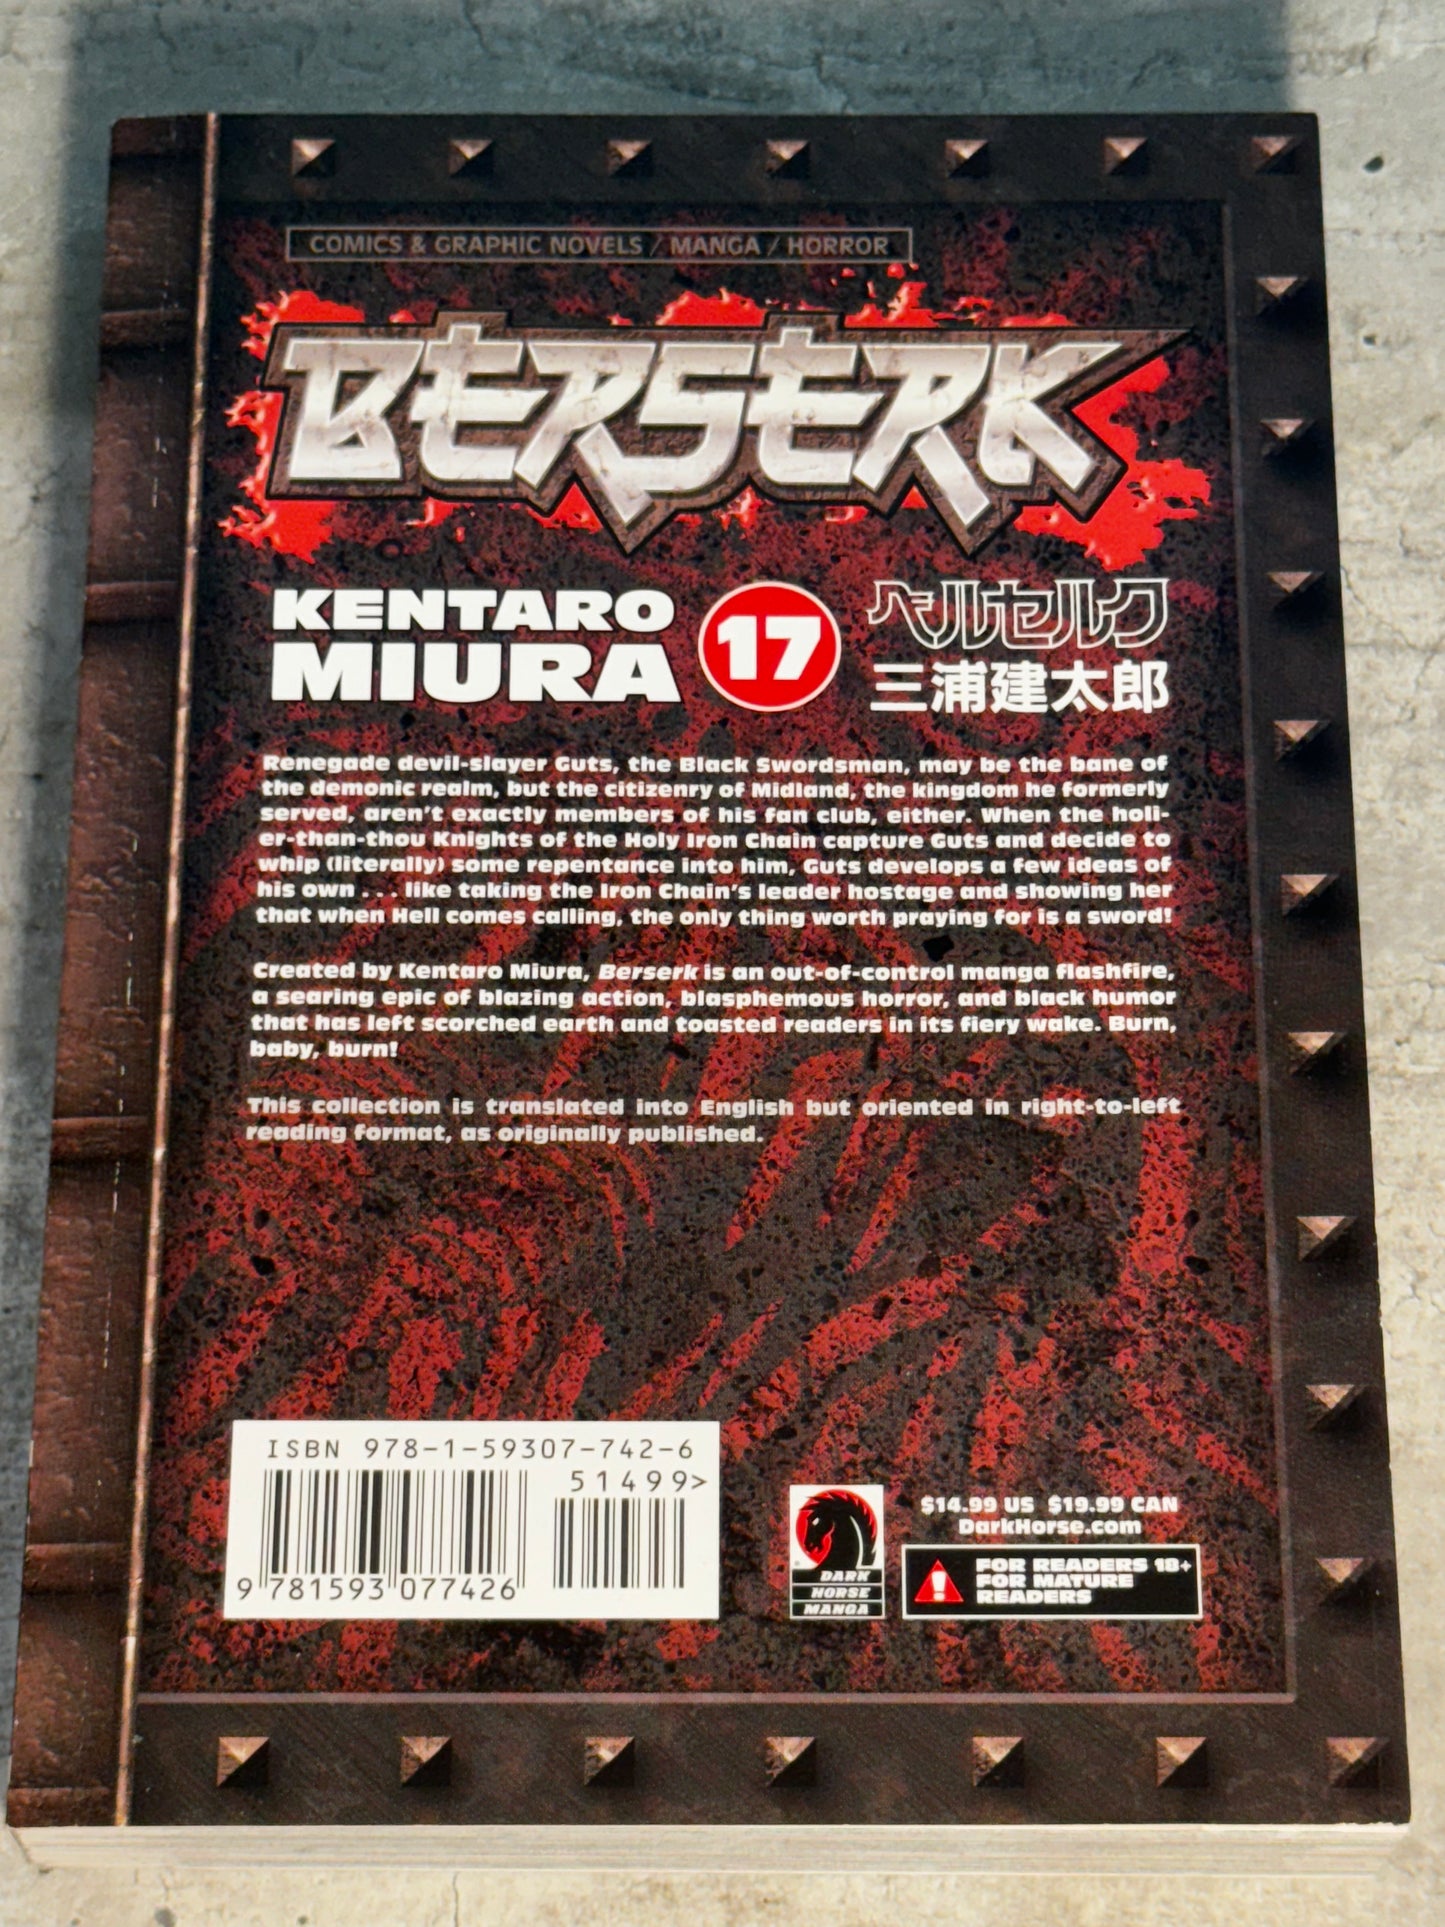 COMICS & GRAPHIC NOVELS / MANGA / HORROR
BERSERK
KENTARO
MIURA
17
ベルセルク
三浦建太郎
Renegade devil-slayer Guts, the Black Swordsman, may be the bane of
the demonic realm, but the citizenry of Midland, the kingdom he formerly
served, aren't exactly members of his fan club, either. When the holi-
er-than-thou Knights of the Holy Iron Chain capture Guts and decide to
whip (literally) some repentance into him, Guts develops a few ideas of
his own . . . like taking the Iron Chain's leader hostage and showing her
that when Hell comes calling, the only thing worth praying for is a sword!
Created by Kentaro Miura, Berserk is an out-of-control manga flashfire,
a searing epic of blazing action, blasphemous horror, and black humor
that has left scorched earth and toasted readers in its fiery wake. Burn,
baby, burn!
This collection is translated into English but oriented in right-to-left
reading format, as originally published.
ISBN 978-1-59307-742-6
51499>
9 781593 077426
DARK
HORSE
MANGA
$14.99 US $19.99 CAN
DarkHorse.com
FOR READERS 18+
FOR MATURE
READERS